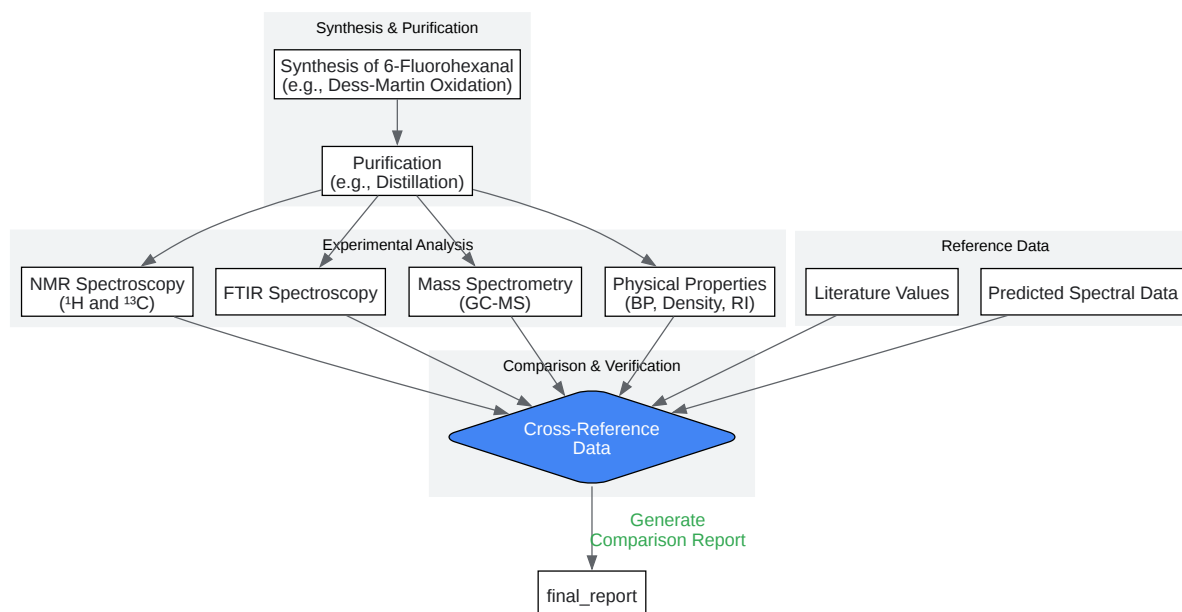 Synthesis & Purification
Synthesis of 6-Fluorohexanal
(e.g., Dess-Martin Oxidation)
Purification
(e.g., Distillation)
Experimental Analysis
Reference Data
NMR Spectroscopy
(¹H and ¹³C)
FTIR Spectroscopy
Mass Spectrometry
(GC-MS)
Physical Properties
(BP, Density, RI)
Literature Values
Predicted Spectral Data
Comparison & Verification
Cross-Reference
Data
Generate
Comparison Report
final_report